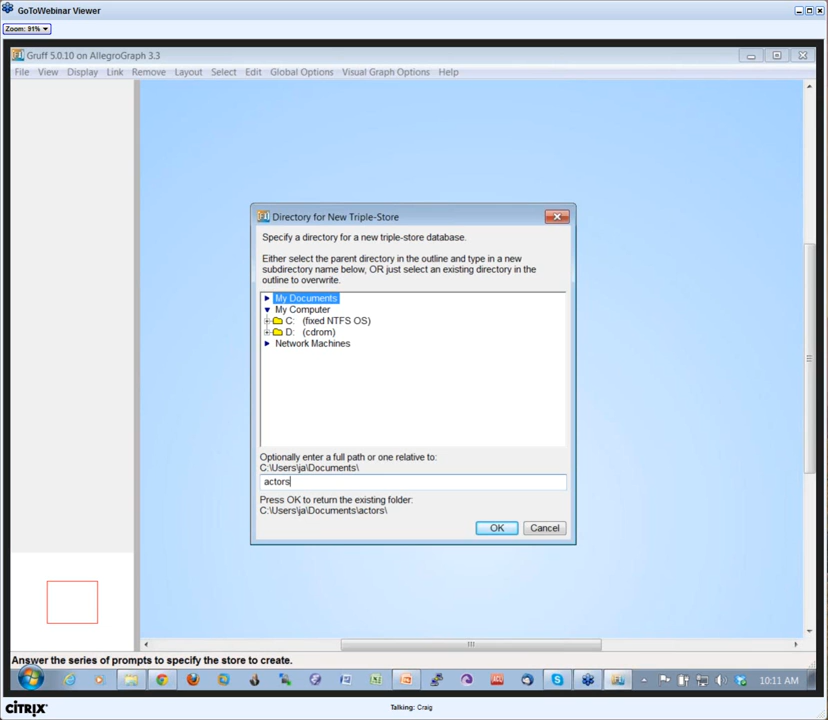 GoToWebinar Viewer
Zoom: 91%
Gruff 5.0.10 on AllegroGraph 3.3
File View Display Link Remove Layout Select Edit Global Options Visual Graph Options Help
Directory for New Triple-Store
Specify a directory for a new triple-store database.
Either select the parent directory in the outline and type in a new
subdirectory name below, OR just select an existing directory in the
outline to overwrite.
My Documents
My Computer
C: (fixed NTFS OS)
D: (cdrom)
Network Machines
Optionally enter a full path or one relative to:
C:\Users\ja\Documents\
actors
Press OK to return the existing folder:
C:\Users\ja\Documents\actors\
OK Cancel
Answer the series of prompts to specify the store to create.
10:11 AM
CITRIX
Talking: Craig